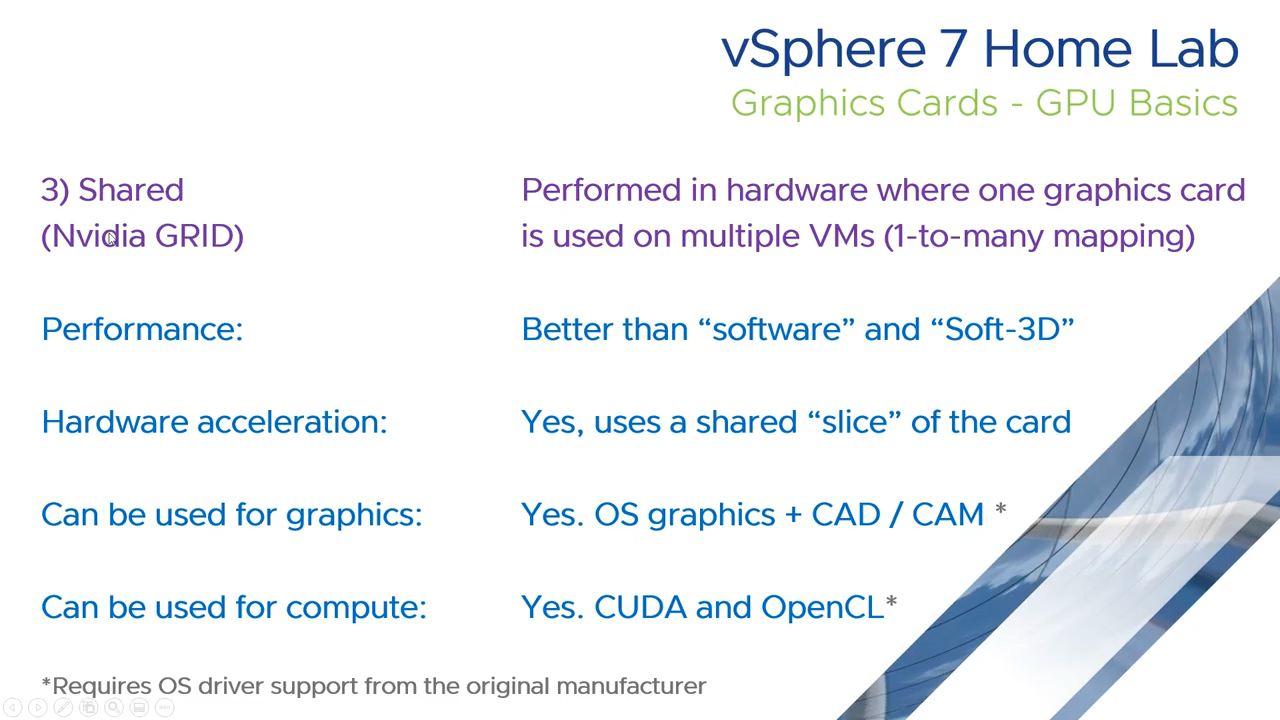 vSphere 7 Home Lab
Graphics Cards - GPU Basics
3) Shared
(Nvidia GRID)
Performed in hardware where one graphics card
is used on multiple VMs (1-to-many mapping)
Performance:
Better than “software” and “Soft-3D”
Hardware acceleration:
Yes, uses a shared “slice” of the card
Can be used for graphics:
Yes. OS graphics + CAD / CAM *
Can be used for compute:
Yes. CUDA and OpenCL*
*Requires OS driver support from the original manufacturer